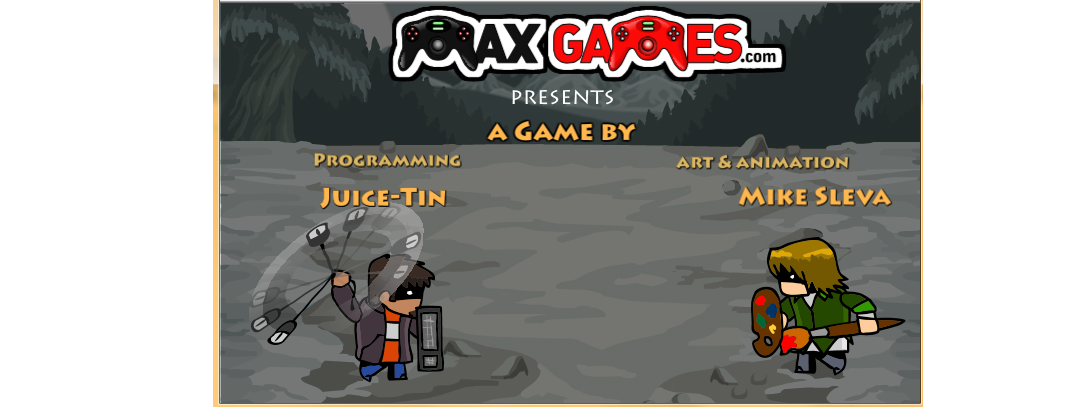 MAX GAMES.com
PRESENTS
A GAME BY
PROGRAMMING
ART & ANIMATION
JUICE-TIN
MIKE SLEVA